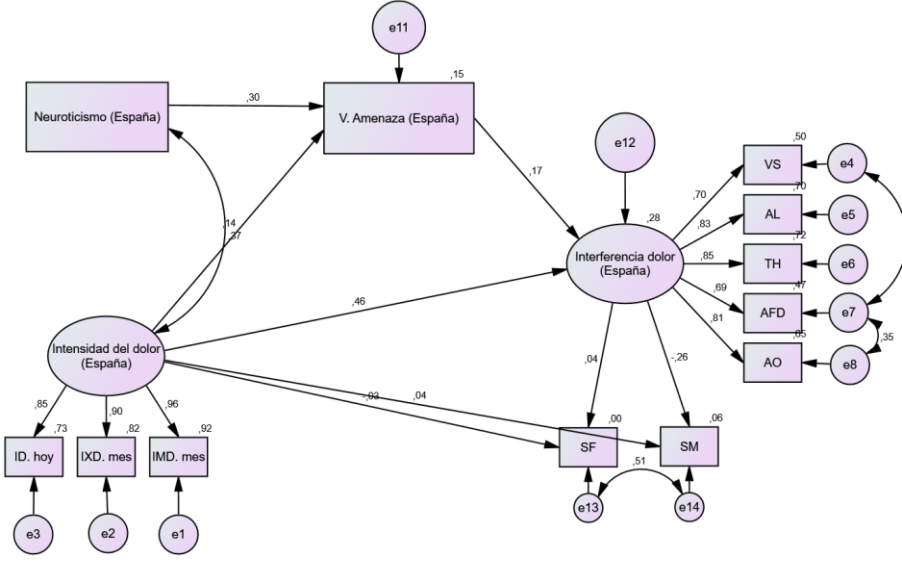 e11
,15
Neuroticismo (España)
,30
V. Amenaza (España)
e12
,50
VS
e4
,17
,70
,70
AL
e5
,14
,28
,83
,72
Interferencia dolor
(España)
,85
TH
e6
,46
,69
,47
AFD
e7
,81
,35
Intensidad del dolor
(España)
AO
e8
,04
-,26
-,03
,04
,85
,90
,96
,73
,82
,92
,00
,06
ID. hoy
IXD. mes
IMD. mes
SF
SM
,51
e3
e2
e1
e13
e14